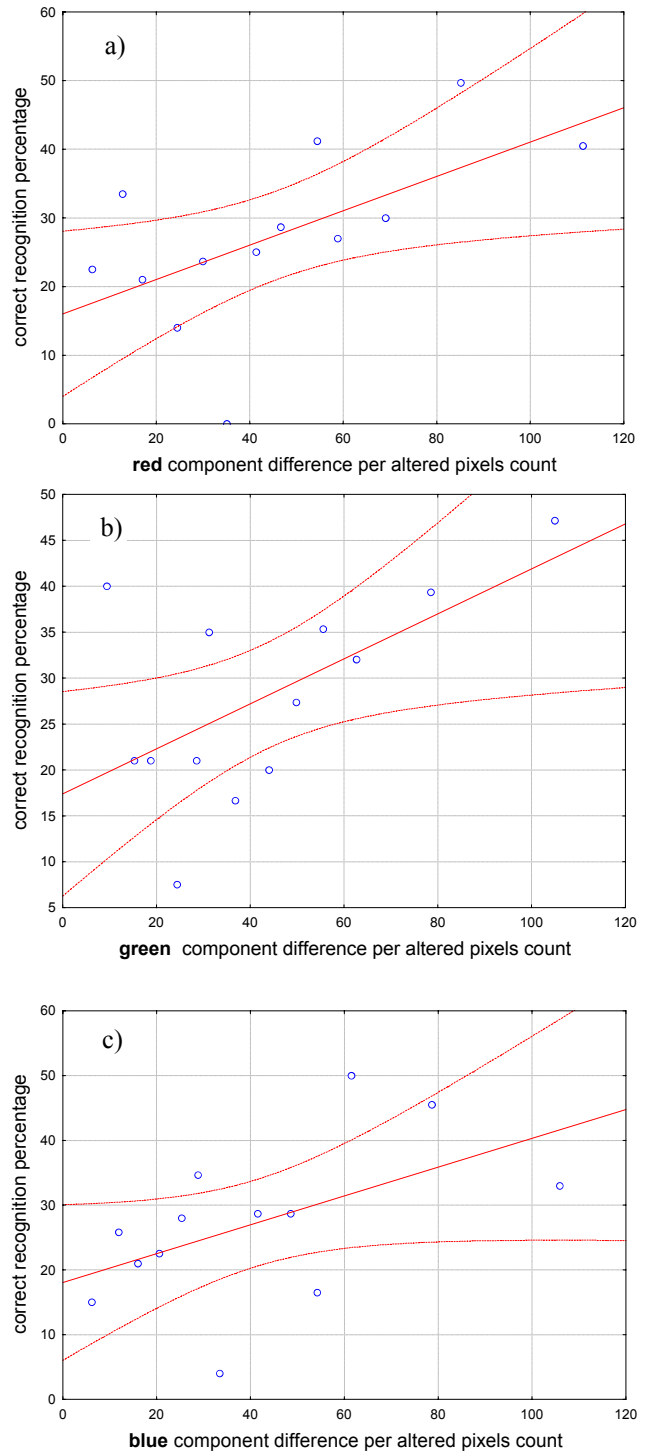 a)
60
50
40
30
20
10
0
correct recognition percentage
0 20 40 60 80 100 120
red component difference per altered pixels count
b)
50
45
40
35
30
25
20
15
10
5
correct recognition percentage
0 20 40 60 80 100 120
green component difference per altered pixels count
c)
60
50
40
30
20
10
0
correct recognition percentage
0 20 40 60 80 100 120
blue component difference per altered pixels count